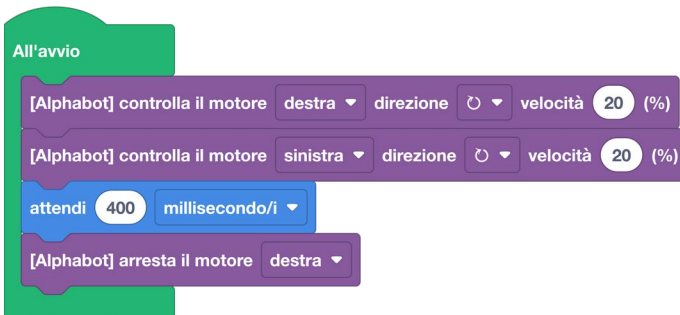 All'avvio
[Alphabot] controlla il motore destra direzione velocità 20 (%)
[Alphabot] controlla il motore sinistra direzione velocità 20 (%)
attendi 400 millisecondo/i
[Alphabot] arresta il motore destra